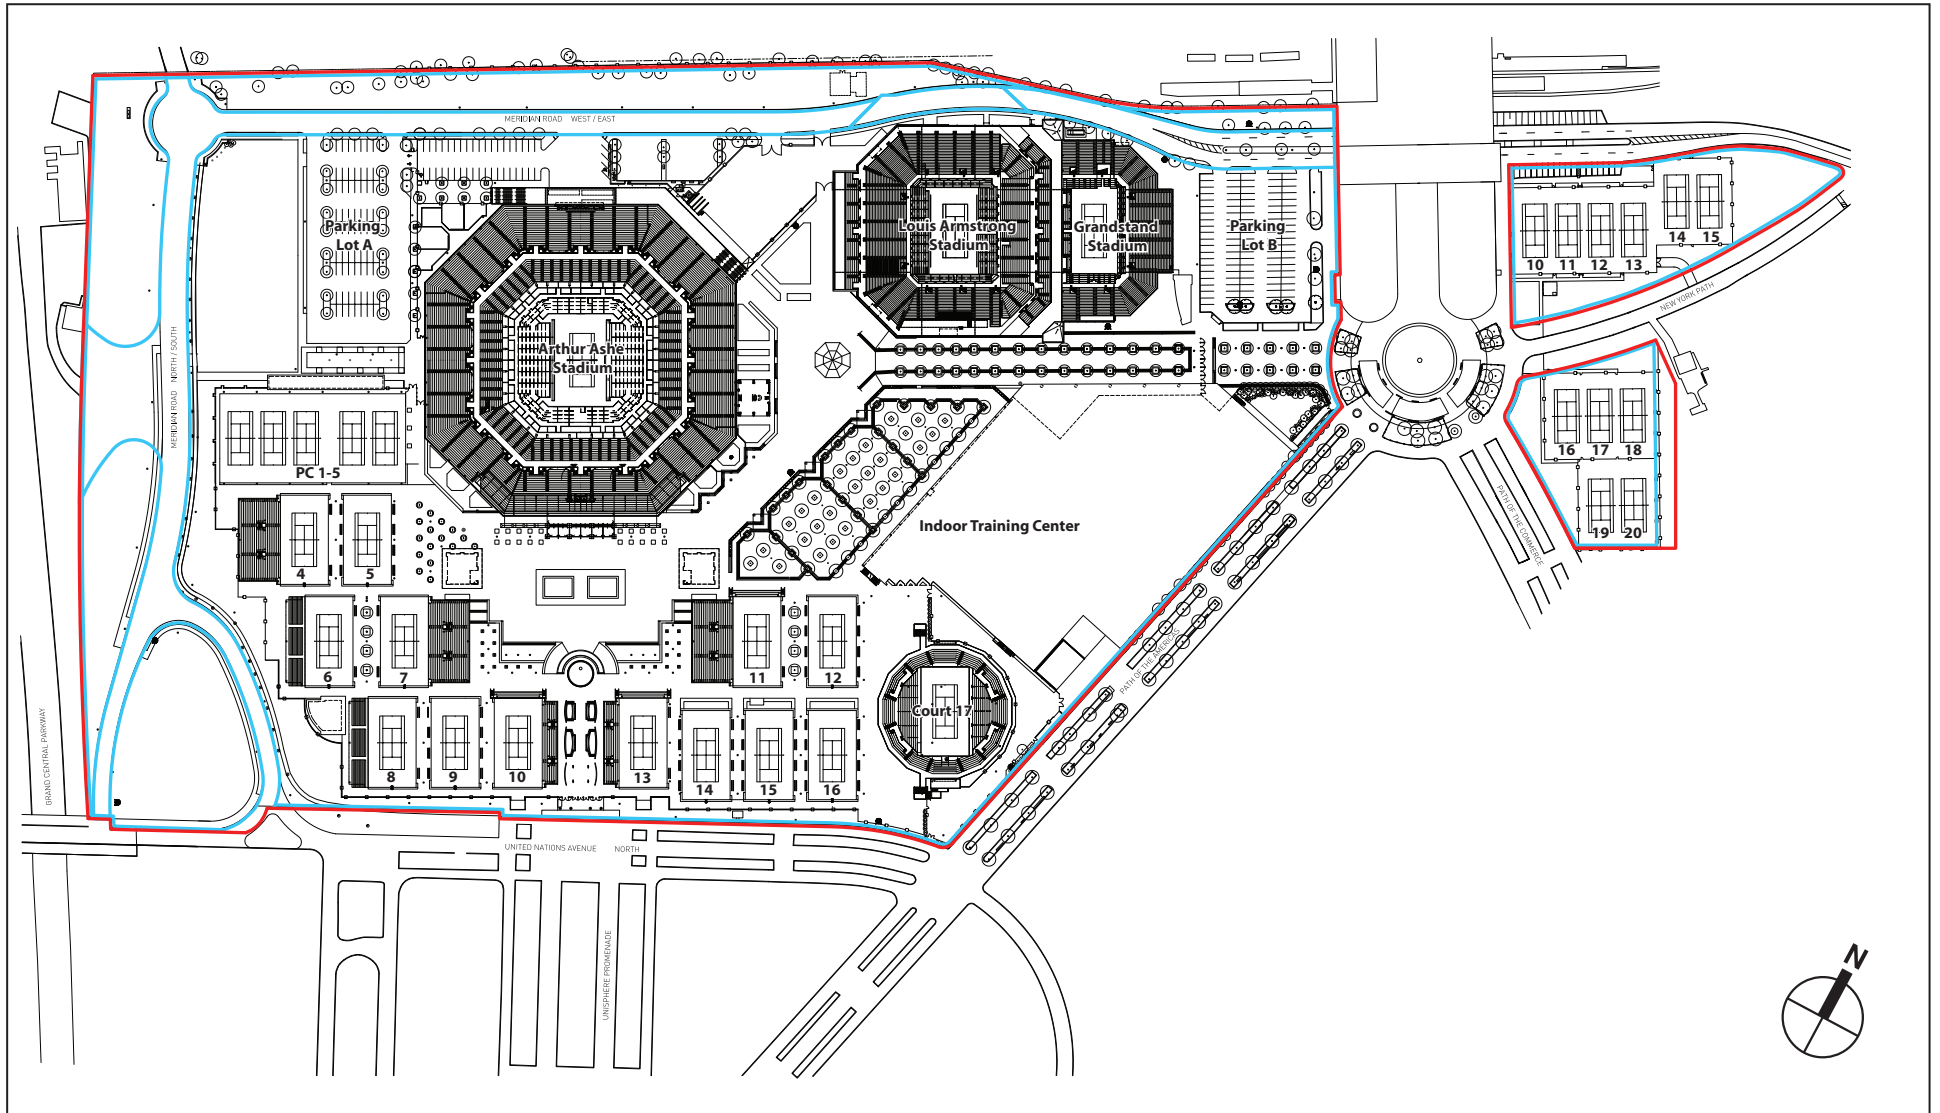 MERIDIAN ROAD WEST / EAST
Parking
Lot A
Louis Armstrong
Stadium
Grandstand
Stadium
Parking
Lot B
14
15
10
11
12
13
NEW YORK PATH
MERIDIAN ROAD NORTH / SOUTH
Arthur Ashe
Stadium
PC 1-5
16
17
18
19
20
PATH OF THE COMMERCE
Indoor Training Center
4
5
6
7
11
12
PATH OF THE AMERICAS
Court 17
8
9
10
13
14
15
16
GRAND CENTRAL PARKWAY
UNITED NATIONS AVENUE NORTH
UNISPHERE PROMENADE
N